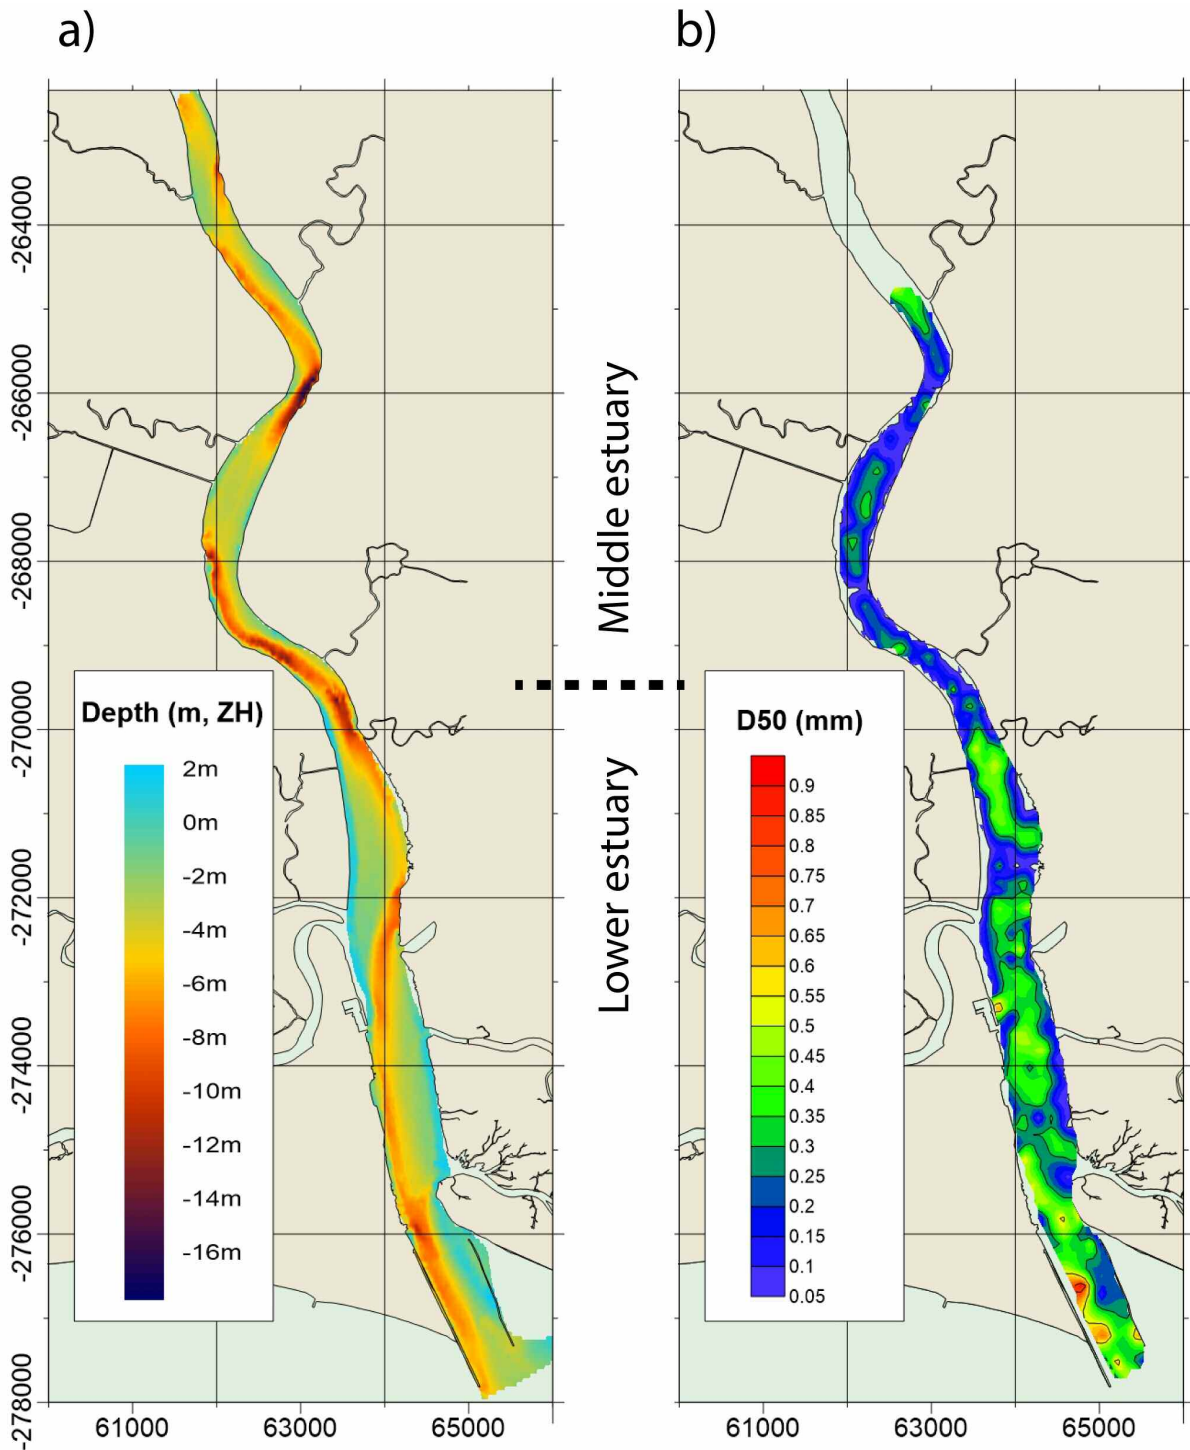 a)
-264000
-266000
-268000
-270000
-272000
-274000
-276000
-278000
Depth (m, ZH)
2m
0m
-2m
-4m
-6m
-8m
-10m
-12m
-14m
-16m
61000 63000 65000
Middle estuary
Lower estuary
b)
D50 (mm)
0.9
0.85
0.8
0.75
0.7
0.65
0.6
0.55
0.5
0.45
0.4
0.35
0.3
0.25
0.2
0.15
0.1
0.05
61000 63000 65000